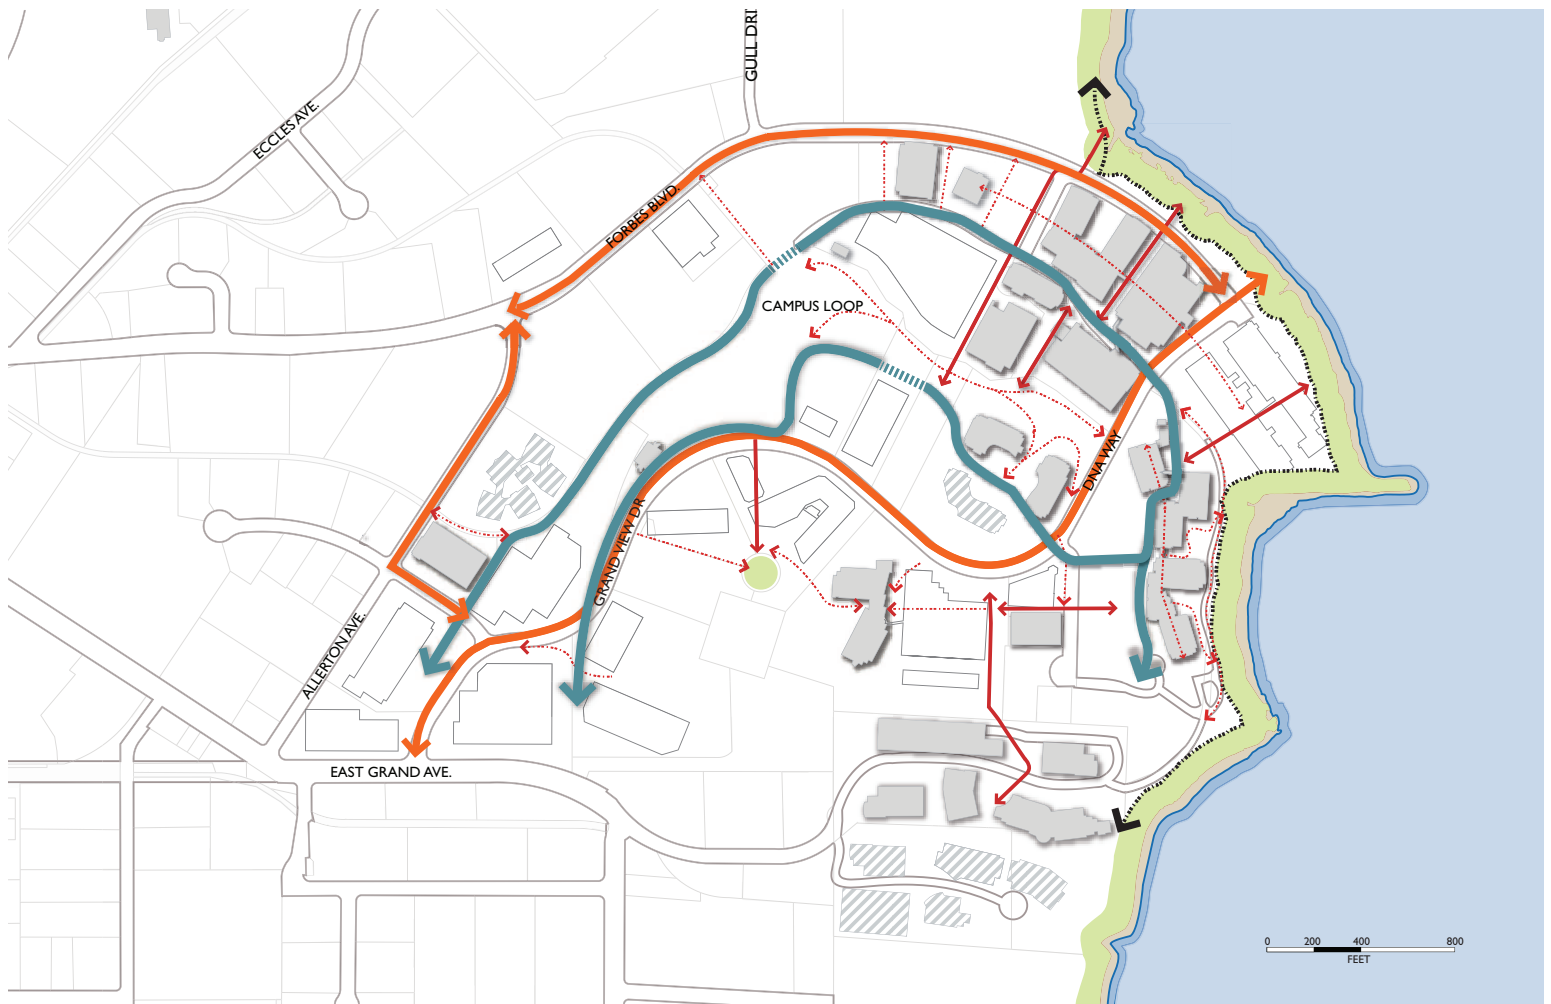 GULL DRI
ECCLES AVE.
FORBES BLVD.
CAMPUS LOOP
DNA WAY
GRAND VIEW DR
ALLERTON AVE.
EAST GRAND AVE.
0 200 400 800
FEET